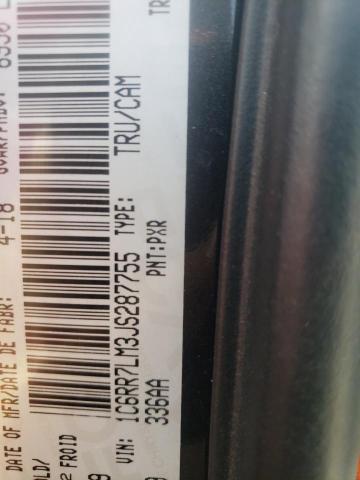 DATE OF MFR/DATE DE FABR: 4-18
VIN: 1C6RR7LM3JS287755 TYPE: TRU/CAM
336AA PNT:PXR
2 FROID